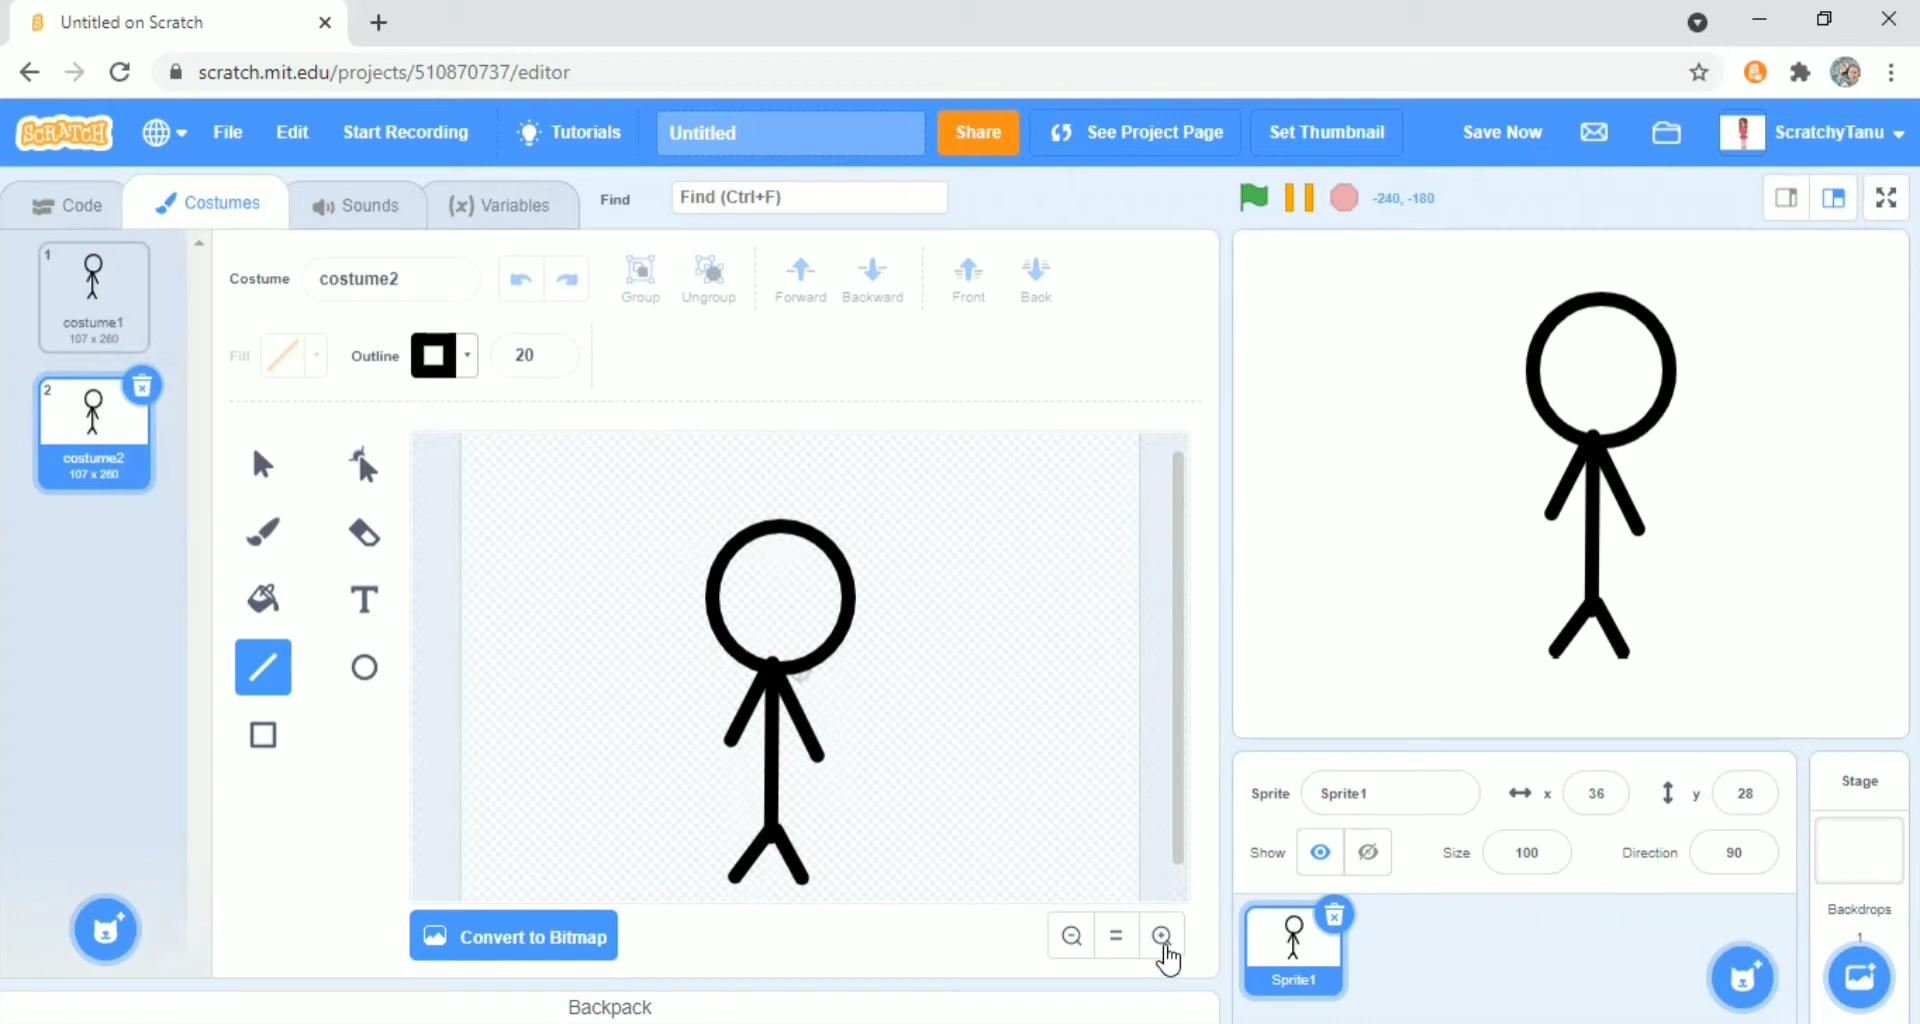 Untitled on Scratch
scratch.mit.edu/projects/510870737/editor
SCRATCH
File
Edit
Start Recording
Tutorials
Untitled
Share
See Project Page
Set Thumbnail
Save Now
ScratchyTanu
Code
Costumes
Sounds
(x) Variables
Find
Find (Ctrl+F)
-240, -180
1
costume1
107 x 260
2
costume2
107 x 260
Costume
costume2
Group
Ungroup
Forward
Backward
Front
Back
Fill
Outline
20
T
Convert to Bitmap
=
Backpack
Sprite
Sprite1
x
36
y
28
Show
Size
100
Direction
90
Sprite1
Stage
Backdrops
1